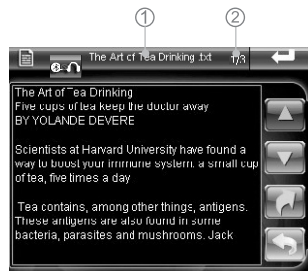 ① ②
The Art of Tea Drinking .txt 1/3
The Art of Tea Drinking
Five cups of tea keep the doctor away
BY YOLANDE DEVERE
Scientists at Harvard University have found a
way to boost your immune system: a small cup
of tea, five times a day
Tea contains, among other things, antigens.
These antigens are also found in some
bacteria, parasites and mushrooms. Jack